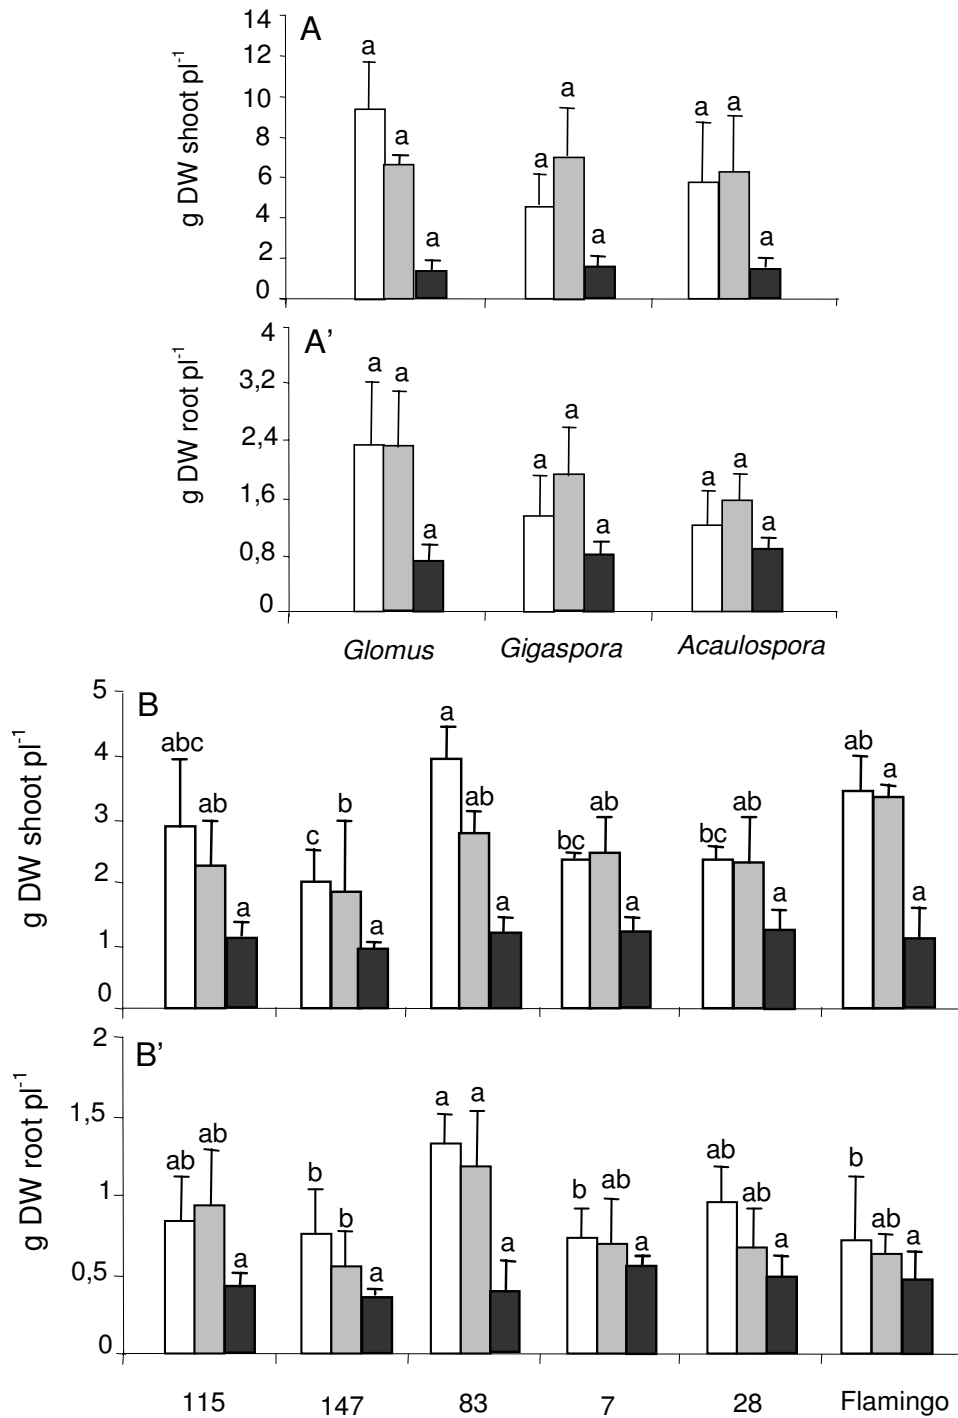 A
g DW shoot pl⁻¹
14
12
10
8
6
4
2
0
a a a a a a a a a
A'
g DW root pl⁻¹
4
3,2
2,4
1,6
0,8
0
a a a a a a a a a
Glomus Gigaspora Acaulospora
B
g DW shoot pl⁻¹
5
4
3
2
1
0
abc ab a c b a a ab a bc ab a bc ab a ab a a
B'
g DW root pl⁻¹
2
1,5
1
0,5
0
ab ab a b b a a a a b ab a ab ab a b ab a
115 147 83 7 28 Flamingo